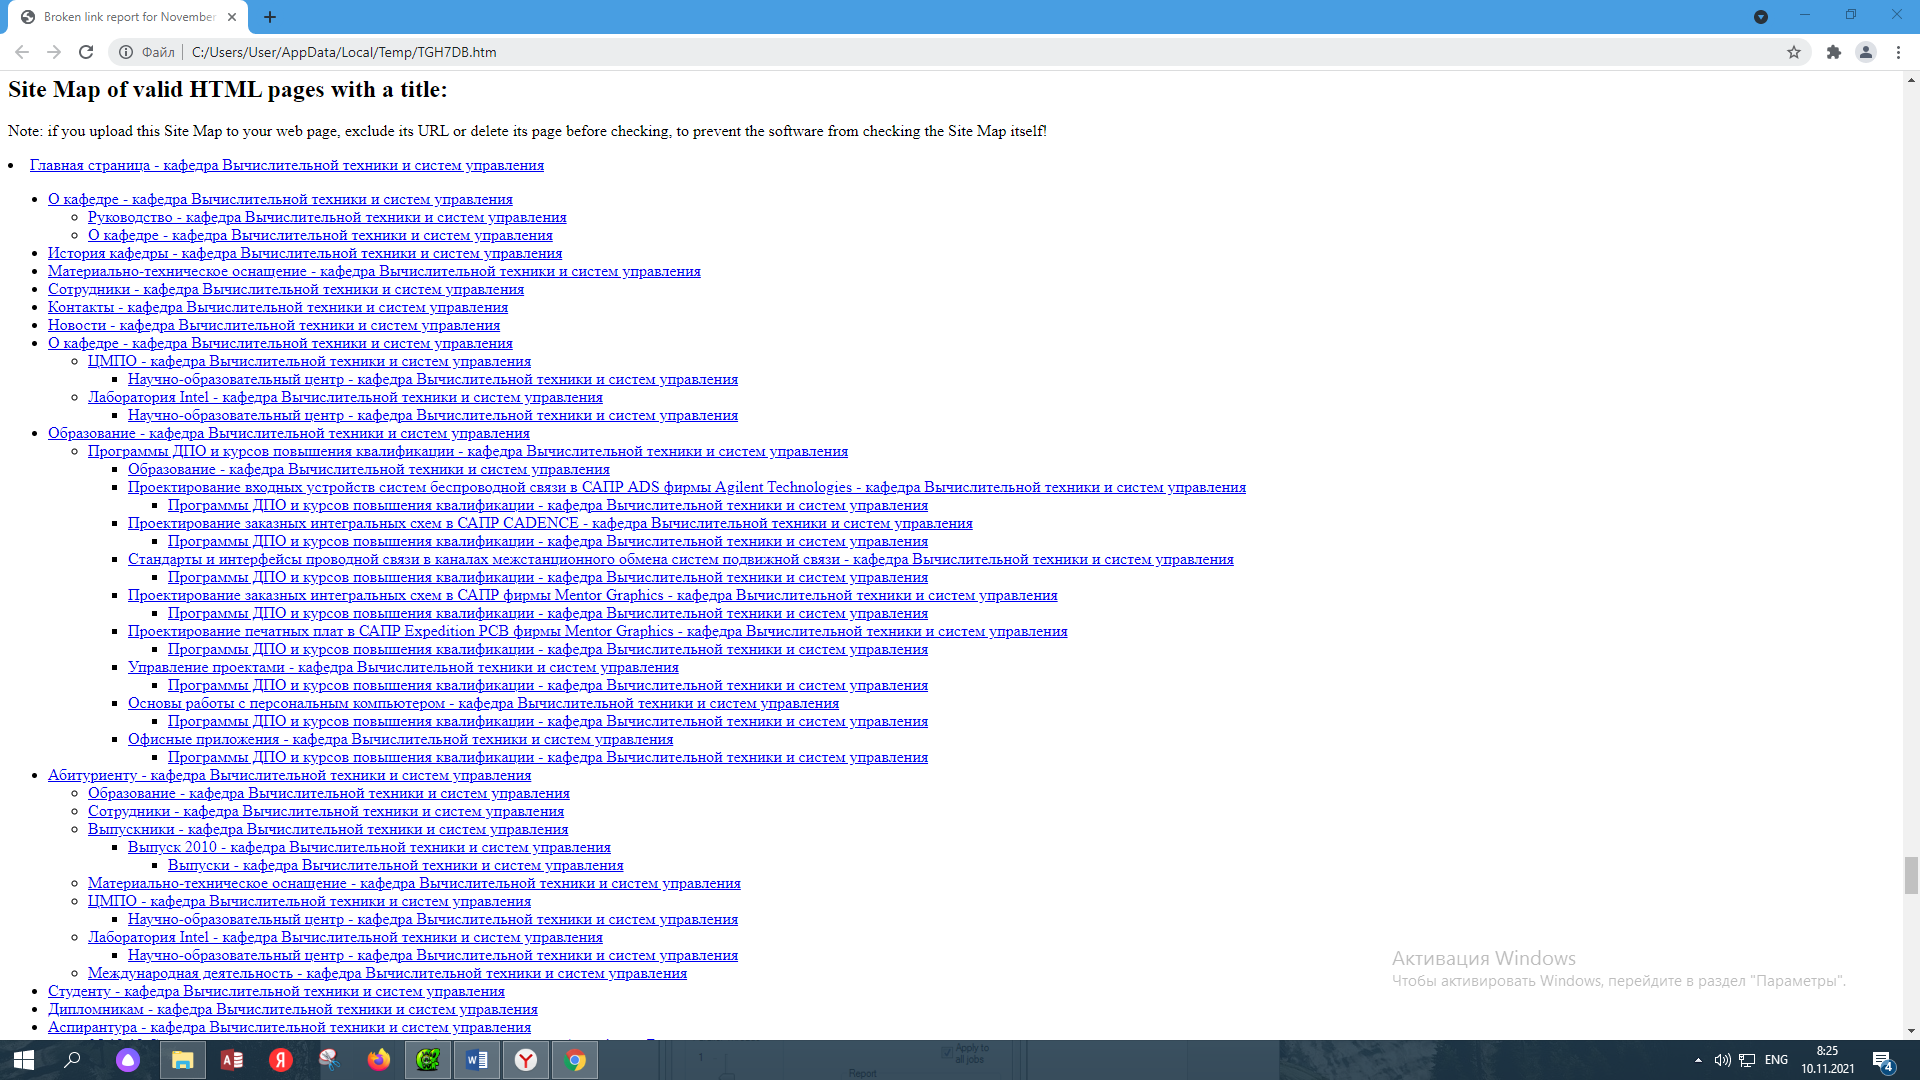 Broken link report for November
Файл C:/Users/User/AppData/Local/Temp/TGH7DB.htm
Site Map of valid HTML pages with a title:
Note: if you upload this Site Map to your web page, exclude its URL or delete its page before checking, to prevent the software from checking the Site Map itself!
Главная страница - кафедра Вычислительной техники и систем управления
О кафедре - кафедра Вычислительной техники и систем управления
Руководство - кафедра Вычислительной техники и систем управления
О кафедре - кафедра Вычислительной техники и систем управления
История кафедры - кафедра Вычислительной техники и систем управления
Материально-техническое оснащение - кафедра Вычислительной техники и систем управления
Сотрудники - кафедра Вычислительной техники и систем управления
Контакты - кафедра Вычислительной техники и систем управления
Новости - кафедра Вычислительной техники и систем управления
О кафедре - кафедра Вычислительной техники и систем управления
ЦМПО - кафедра Вычислительной техники и систем управления
Научно-образовательный центр - кафедра Вычислительной техники и систем управления
Лаборатория Intel - кафедра Вычислительной техники и систем управления
Научно-образовательный центр - кафедра Вычислительной техники и систем управления
Образование - кафедра Вычислительной техники и систем управления
Программы ДПО и курсов повышения квалификации - кафедра Вычислительной техники и систем управления
Образование - кафедра Вычислительной техники и систем управления
Проектирование входных устройств систем беспроводной связи в САПР ADS фирмы Agilent Technologies - кафедра Вычислительной техники и систем управления
Программы ДПО и курсов повышения квалификации - кафедра Вычислительной техники и систем управления
Проектирование заказных интегральных схем в САПР CADENCE - кафедра Вычислительной техники и систем управления
Программы ДПО и курсов повышения квалификации - кафедра Вычислительной техники и систем управления
Стандарты и интерфейсы проводной связи в каналах межстанционного обмена систем подвижной связи - кафедра Вычислительной техники и систем управления
Программы ДПО и курсов повышения квалификации - кафедра Вычислительной техники и систем управления
Проектирование заказных интегральных схем в САПР фирмы Mentor Graphics - кафедра Вычислительной техники и систем управления
Программы ДПО и курсов повышения квалификации - кафедра Вычислительной техники и систем управления
Проектирование печатных плат в САПР Expedition PCB фирмы Mentor Graphics - кафедра Вычислительной техники и систем управления
Программы ДПО и курсов повышения квалификации - кафедра Вычислительной техники и систем управления
Управление проектами - кафедра Вычислительной техники и систем управления
Программы ДПО и курсов повышения квалификации - кафедра Вычислительной техники и систем управления
Основы работы с персональным компьютером - кафедра Вычислительной техники и систем управления
Программы ДПО и курсов повышения квалификации - кафедра Вычислительной техники и систем управления
Офисные приложения - кафедра Вычислительной техники и систем управления
Программы ДПО и курсов повышения квалификации - кафедра Вычислительной техники и систем управления
Абитуриенту - кафедра Вычислительной техники и систем управления
Образование - кафедра Вычислительной техники и систем управления
Сотрудники - кафедра Вычислительной техники и систем управления
Выпускники - кафедра Вычислительной техники и систем управления
Выпуск 2010 - кафедра Вычислительной техники и систем управления
Выпуски - кафедра Вычислительной техники и систем управления
Материально-техническое оснащение - кафедра Вычислительной техники и систем управления
ЦМПО - кафедра Вычислительной техники и систем управления
Научно-образовательный центр - кафедра Вычислительной техники и систем управления
Лаборатория Intel - кафедра Вычислительной техники и систем управления
Научно-образовательный центр - кафедра Вычислительной техники и систем управления
Международная деятельность - кафедра Вычислительной техники и систем управления
Студенту - кафедра Вычислительной техники и систем управления
Дипломникам - кафедра Вычислительной техники и систем управления
Аспирантура - кафедра Вычислительной техники и систем управления
Активация Windows
Чтобы активировать Windows, перейдите в раздел "Параметры".
1
Apply to
all jobs
Report
ENG
8:25
10.11.2021
4